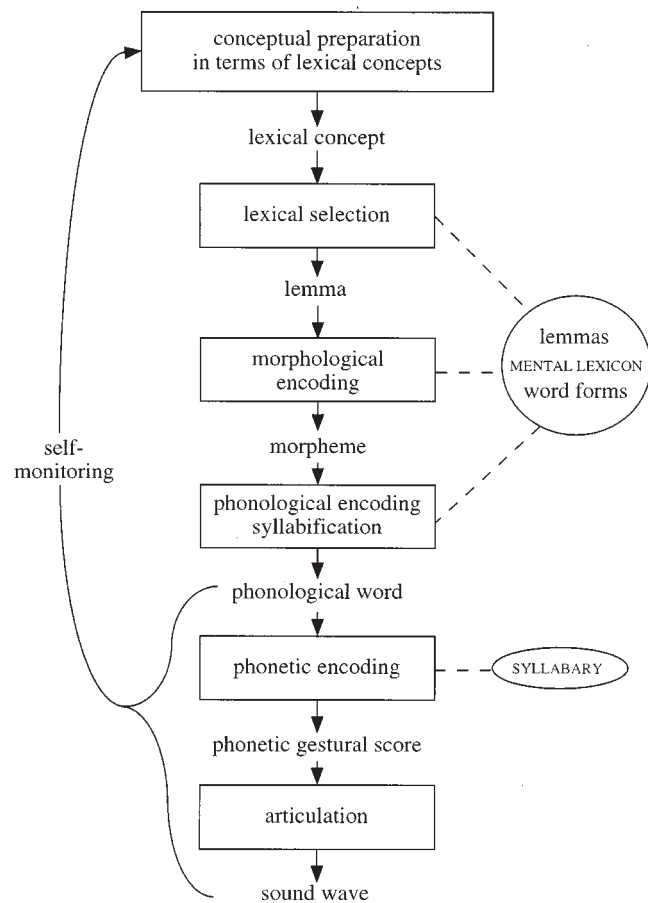 conceptual preparation
in terms of lexical concepts
lexical concept
lexical selection
lemma
lemmas
MENTAL LEXICON
word forms
morphological
encoding
morpheme
self-
monitoring
phonological encoding
syllabification
phonological word
phonetic encoding
SYLLABARY
phonetic gestural score
articulation
sound wave